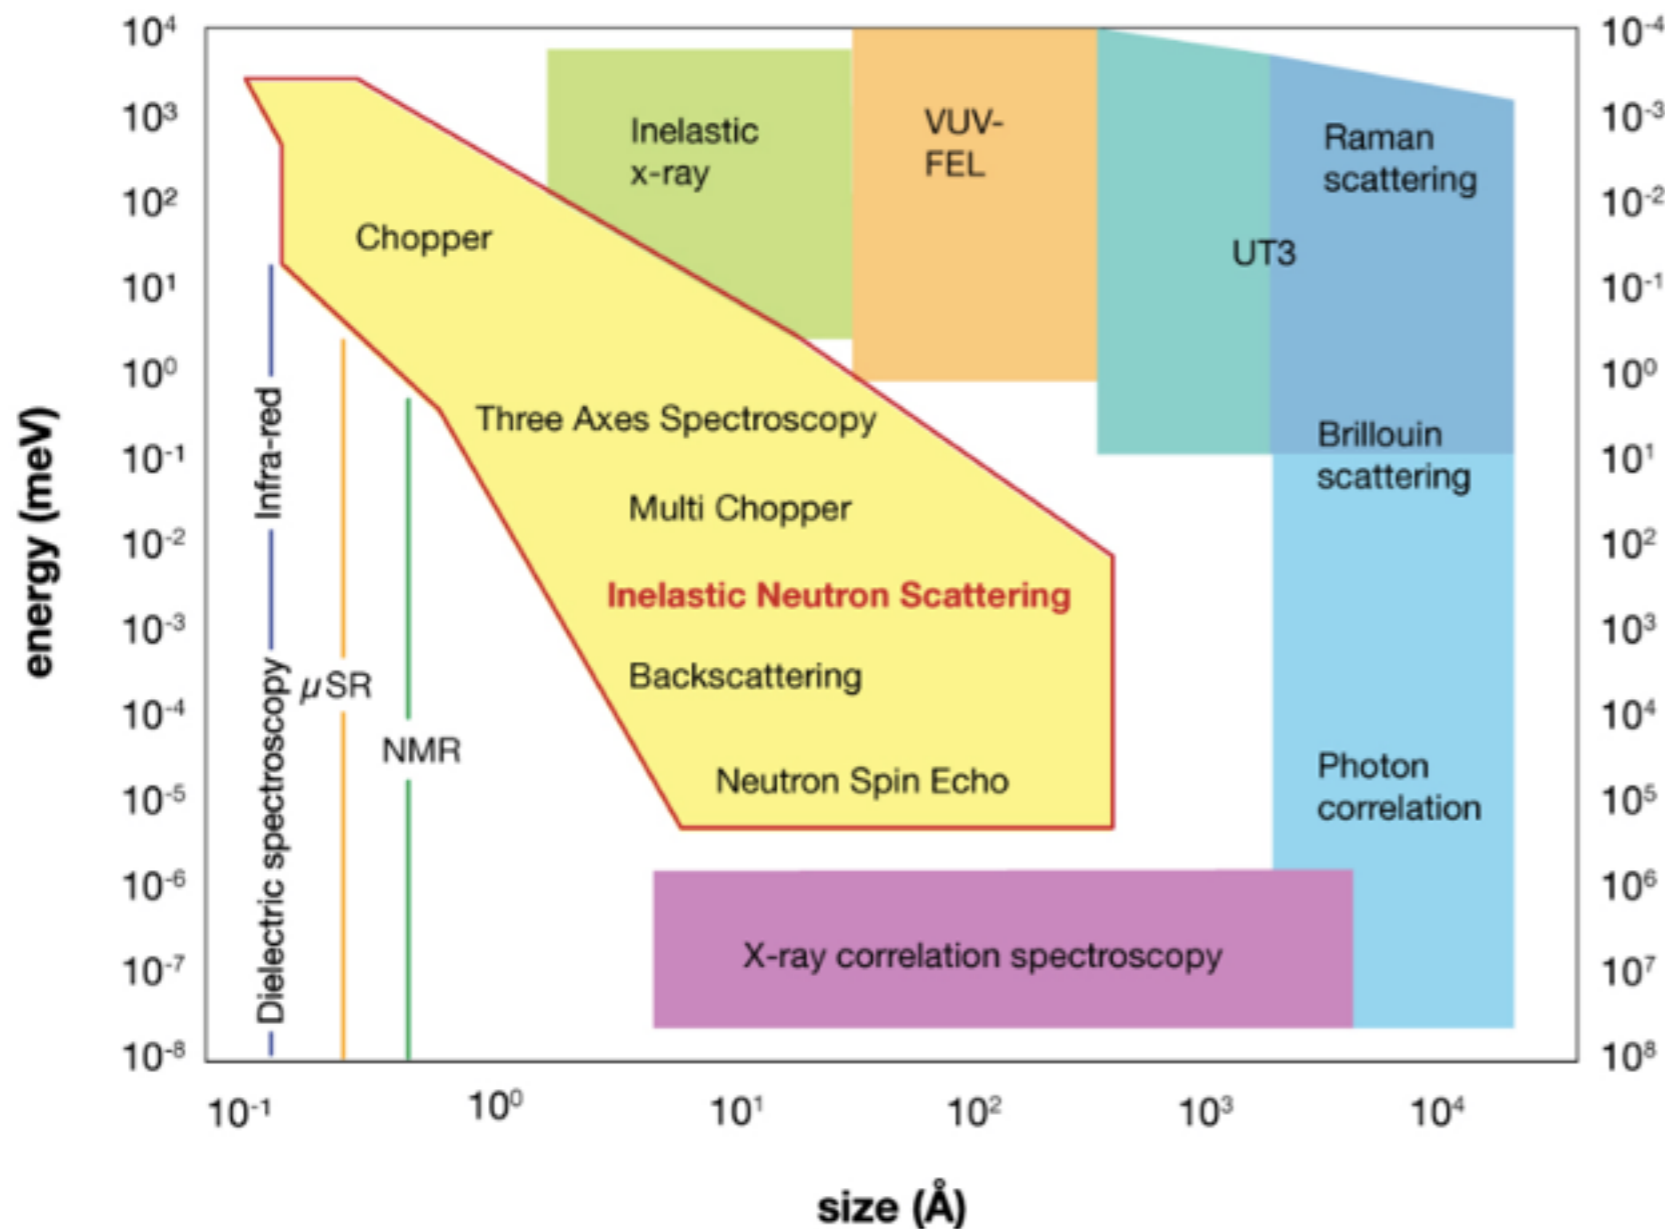 10⁴
10³
10²
10¹
10⁰
10⁻¹
10⁻²
10⁻³
10⁻⁴
10⁻⁵
10⁻⁶
10⁻⁷
10⁻⁸
energy (meV)
Inelastic
x-ray
VUV-
FEL
Raman
scattering
Chopper
UT3
Infra-red
Three Axes Spectroscopy
Brillouin
scattering
Multi Chopper
Inelastic Neutron Scattering
Backscattering
Dielectric spectroscopy
μSR
NMR
Neutron Spin Echo
Photon
correlation
X-ray correlation spectroscopy
10⁻⁴
10⁻³
10⁻²
10⁻¹
10⁰
10¹
10²
10³
10⁴
10⁵
10⁶
10⁷
10⁸
10⁻¹ 10⁰ 10¹ 10² 10³ 10⁴
size (Å)